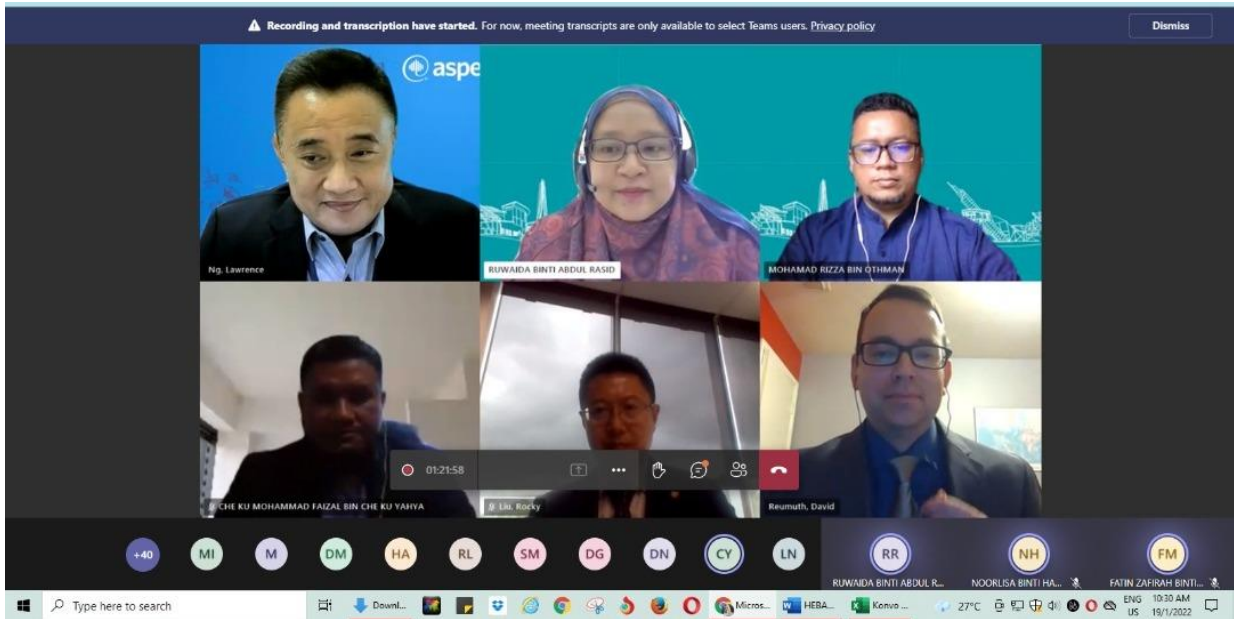 Recording and transcription have started. For now, meeting transcripts are only available to select Teams users. Privacy policy
Dismiss
aspe
Ng, Lawrence
RUWAIDA BINTI ABDUL RASID
MOHAMAD RIZZA BIN OTHMAN
01:21:58
CHE KU MOHAMMAD FAIZAL BIN CHE KU YAHYA
Liu, Rocky
Reumuth, David
+40
MI
M
DM
HA
RL
SM
DG
DN
CY
LN
RR
NH
FM
RUWAIDA BINTI ABDUL R...
NOORLISA BINTI HA...
FATIN ZAFIRAH BINTI...
Type here to search
Downl...
Micros...
HEBA...
Konvo ...
27°C
ENG
US
10:30 AM
19/1/2022